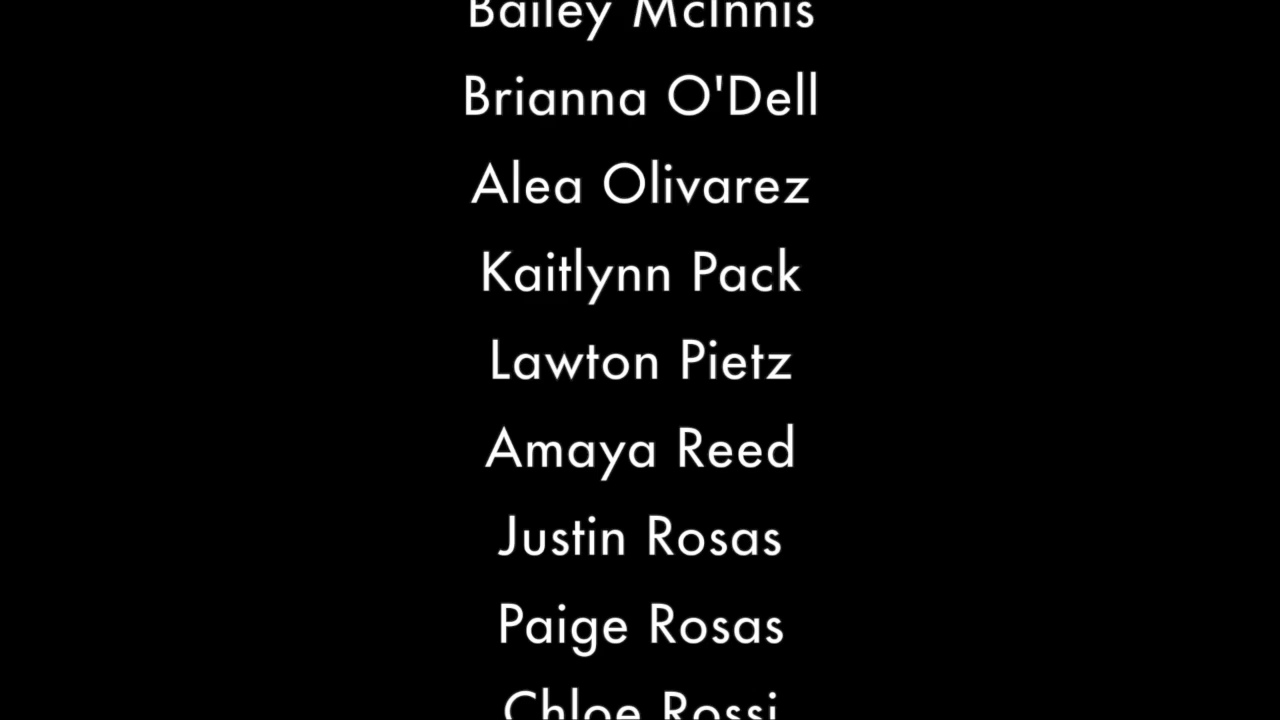 Bailey McInnis
Brianna O'Dell
Alea Olivarez
Kaitlynn Pack
Lawton Pietz
Amaya Reed
Justin Rosas
Paige Rosas
Chloe Rossi